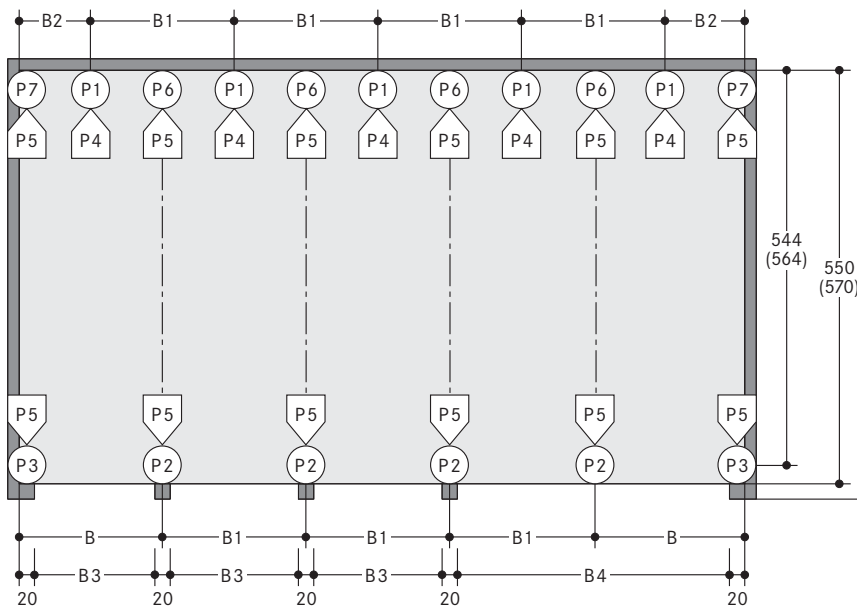 B2 B1 B1 B1 B1 B2
P7 P1 P6 P1 P6 P1 P6 P1 P6 P1 P7
P5 P4 P5 P4 P5 P4 P5 P4 P5 P4 P5
544
(564)
550
(570)
P5 P5 P5 P5 P5 P5
P3 P2 P2 P2 P2 P3
B B1 B1 B1 B
B3 B3 B3 B4
20 20 20 20 20